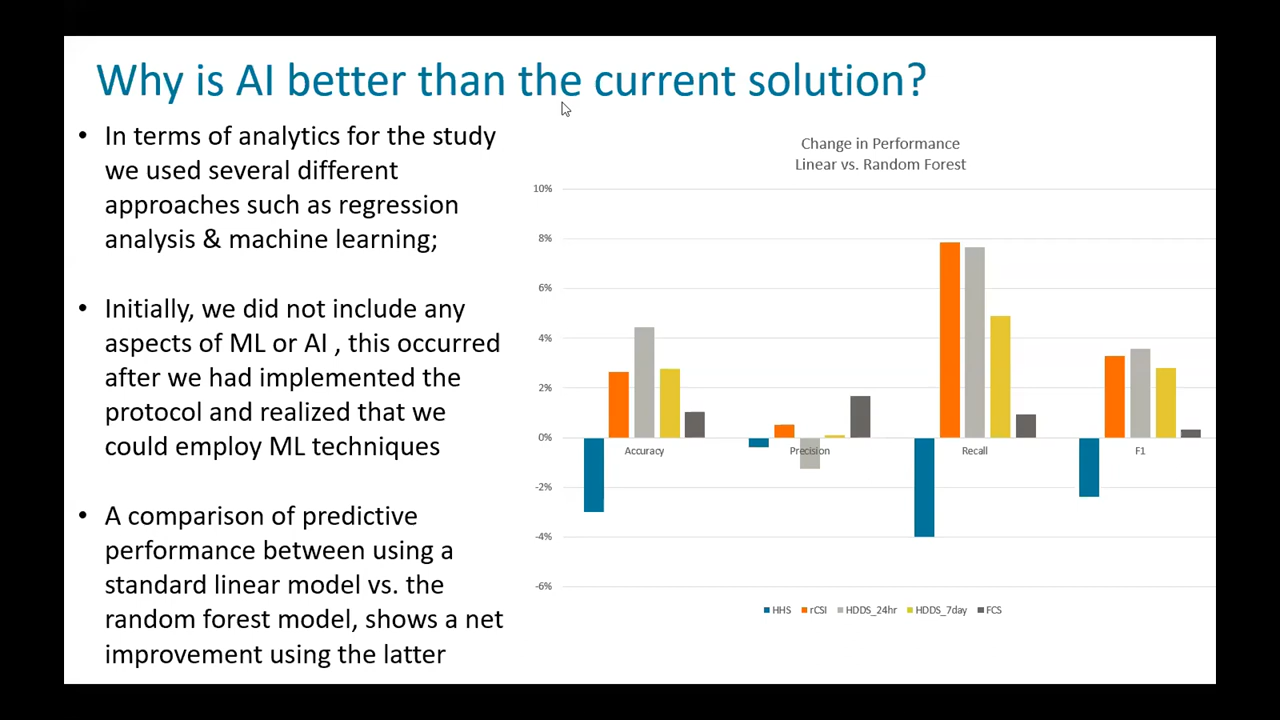 Why is AI better than the current solution?
• In terms of analytics for the study
we used several different
approaches such as regression
analysis & machine learning;
• Initially, we did not include any
aspects of ML or AI , this occurred
after we had implemented the
protocol and realized that we
could employ ML techniques
• A comparison of predictive
performance between using a
standard linear model vs. the
random forest model, shows a net
improvement using the latter
Change in Performance
Linear vs. Random Forest
10%
8%
6%
4%
2%
0%
-2%
-4%
-6%
Accuracy
Precision
Recall
F1
HHS rCSI HDDS_24hr HDDS_7day FCS